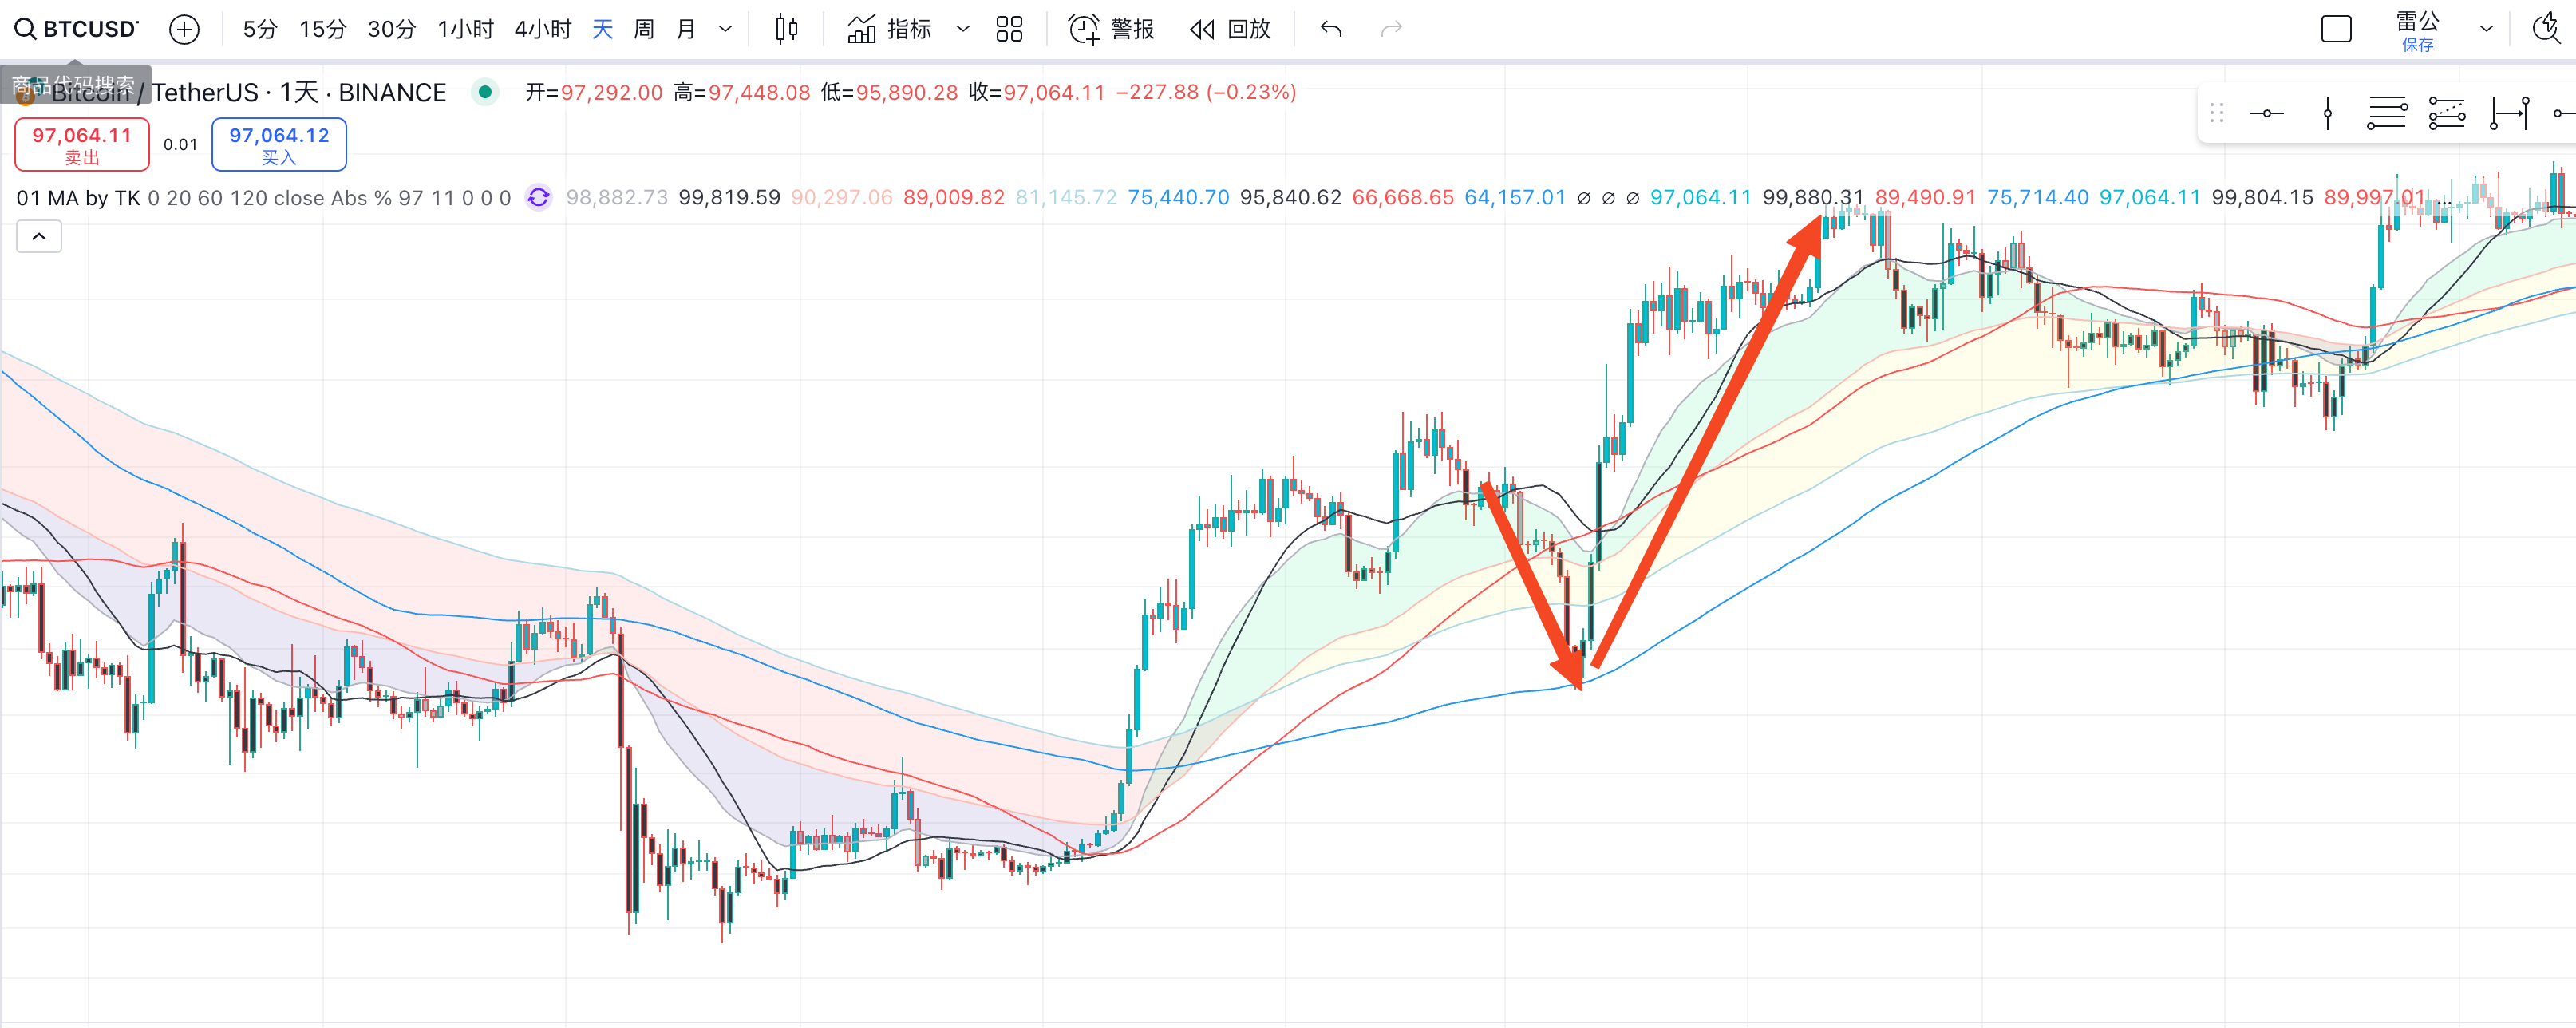 BTCUSD 5分 15分 30分 1小时 4小时 天 周 月 指标 警报 回放 雷公
保存
商品代码搜索
Bitcoin / TetherUS · 1天 · BINANCE 开=97,292.00 高=97,448.08 低=95,890.28 收=97,064.11 −227.88 (−0.23%)
97,064.11 0.01 97,064.12
卖出 买入
01 MA by TK 0 20 60 120 close Abs % 97 11 0 0 0 98,882.73 99,819.59 90,297.06 89,009.82 81,145.72 75,440.70 95,840.62 66,668.65 64,157.01 ∅ ∅ ∅ 97,064.11 99,880.31 89,490.91 75,714.40 97,064.11 99,804.15 89,997.01 ...